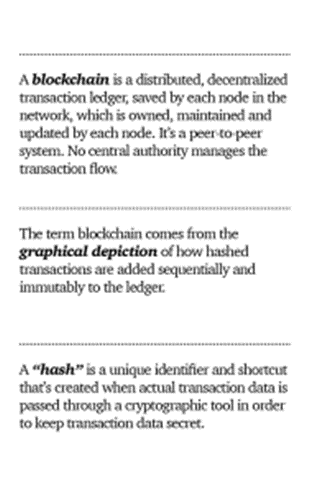 A blockchain is a distributed, decentralized
transaction ledger, saved by each node in the
network, which is owned, maintained and
updated by each node. It's a peer-to-peer
system. No central authority manages the
transaction flow.
The term blockchain comes from the
graphical depiction of how hashed
transactions are added sequentially and
immutably to the ledger.
A “hash” is a unique identifier and shortcut
that's created when actual transaction data is
passed through a cryptographic tool in order
to keep transaction data secret.